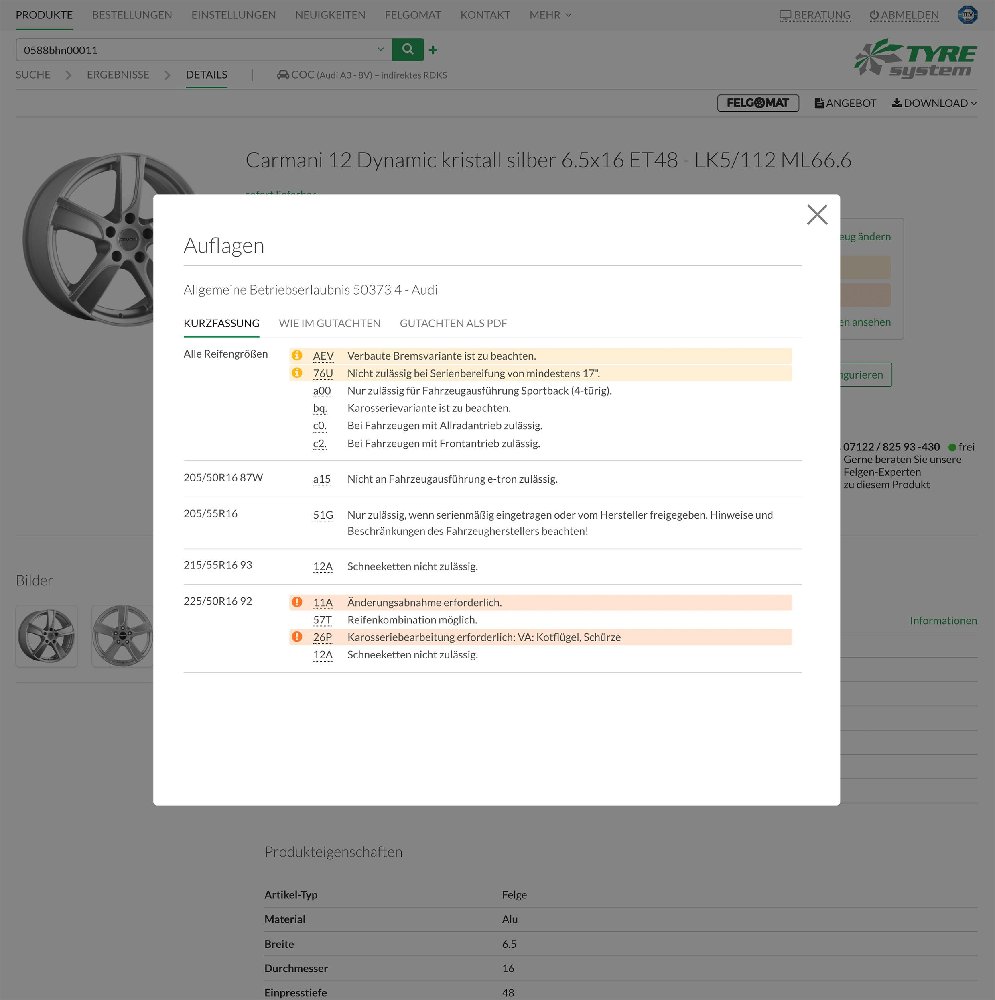 PRODUKTE BESTELLUNGEN EINSTELLUNGEN NEUIGKEITEN FELGOMAT KONTAKT MEHR BERATUNG ABMELDEN
TÜV
SÜD
0588bhn00011
TYRE
system
SUCHE ERGEBNISSE DETAILS | COC (Audi A3 - 8V) – indirektes RDKS
FELGOMAT ANGEBOT DOWNLOAD
Carmani 12 Dynamic kristall silber 6.5x16 ET48 - LK5/112 ML66.6
sofort lieferbar
eug ändern
en ansehen
igurieren
Auflagen
Allgemeine Betriebserlaubnis 50373 4 - Audi
KURZFASSUNG WIE IM GUTACHTEN GUTACHTEN ALS PDF
Alle Reifengrößen AEV Verbaute Bremsvariante ist zu beachten.
76U Nicht zulässig bei Serienbereifung von mindestens 17".
a00 Nur zulässig für Fahrzeugausführung Sportback (4-türig).
bq. Karosserievariante ist zu beachten.
c0. Bei Fahrzeugen mit Allradantrieb zulässig.
c2. Bei Fahrzeugen mit Frontantrieb zulässig.
205/50R16 87W a15 Nicht an Fahrzeugausführung e-tron zulässig.
205/55R16 51G Nur zulässig, wenn serienmäßig eingetragen oder vom Hersteller freigegeben. Hinweise und
Beschränkungen des Fahrzeugherstellers beachten!
215/55R16 93 12A Schneeketten nicht zulässig.
225/50R16 92 11A Änderungsabnahme erforderlich.
57T Reifenkombination möglich.
26P Karosseriebearbeitung erforderlich: VA: Kotflügel, Schürze
12A Schneeketten nicht zulässig.
07122 / 825 93 -430 frei
Gerne beraten Sie unsere
Felgen-Experten
zu diesem Produkt
Bilder
Informationen
Produkteigenschaften
Artikel-Typ Felge
Material Alu
Breite 6.5
Durchmesser 16
Einpresstiefe 48